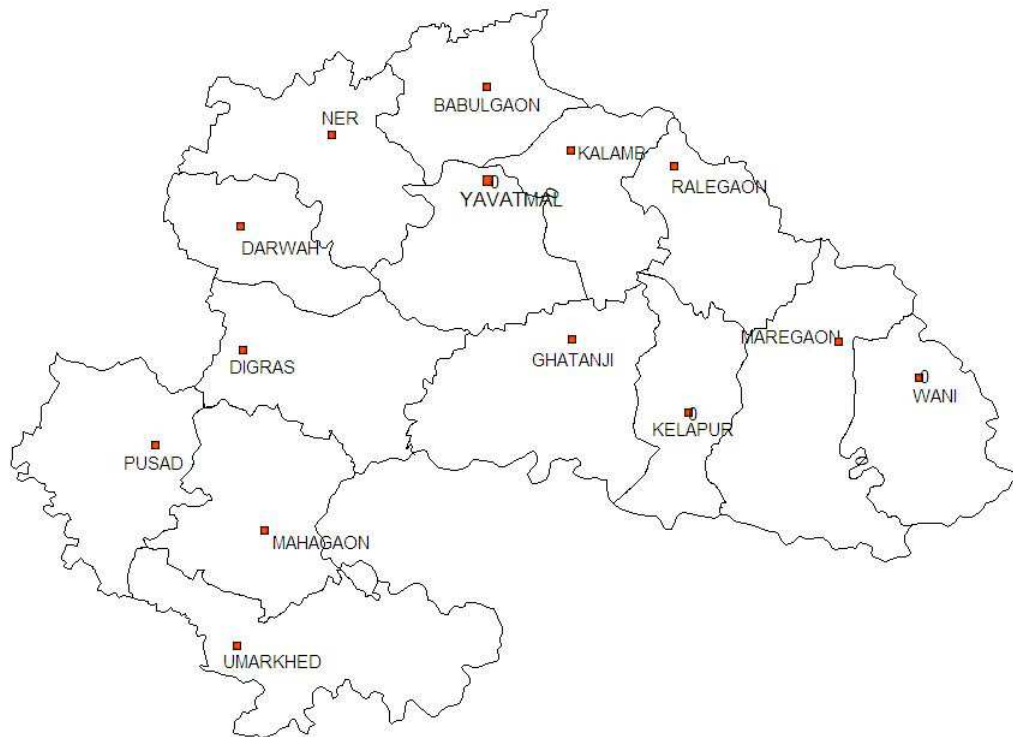 BABULGAON
NER
KALAMB
RALEGAON
YAVATMAL
DARWAH
MAREGAON
DIGRAS
GHATANJI
WANI
KELAPUR
PUSAD
MAHAGAON
UMARKHED